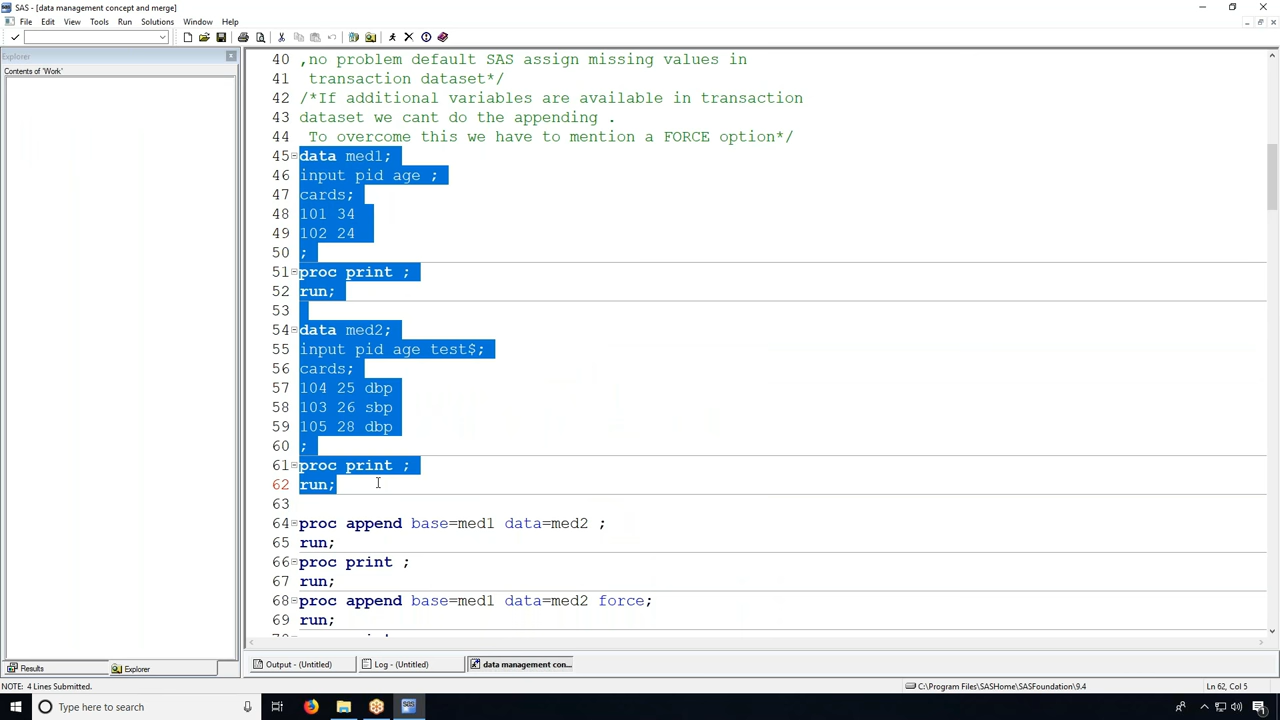 SAS - [data management concept and merge]
File Edit View Tools Run Solutions Window Help
Explorer
Contents of 'Work'
40 ,no problem default SAS assign missing values in
41 transaction dataset*/
42 /*If additional variables are available in transaction
43 dataset we cant do the appending .
44 To overcome this we have to mention a FORCE option*/
45 data med1;
46 input pid age ;
47 cards;
48 101 34
49 102 24
50 ;
51 proc print ;
52 run;
53
54 data med2;
55 input pid age test$;
56 cards;
57 104 25 dbp
58 103 26 sbp
59 105 28 dbp
60 ;
61 proc print ;
62 run;
63
64 proc append base=med1 data=med2 ;
65 run;
66 proc print ;
67 run;
68 proc append base=med1 data=med2 force;
69 run;
Results Explorer Output - (Untitled) Log - (Untitled) data management con...
NOTE: 4 Lines Submitted. C:\Program Files\SASHome\SASFoundation\9.4 Ln 62, Col 5
Type here to search